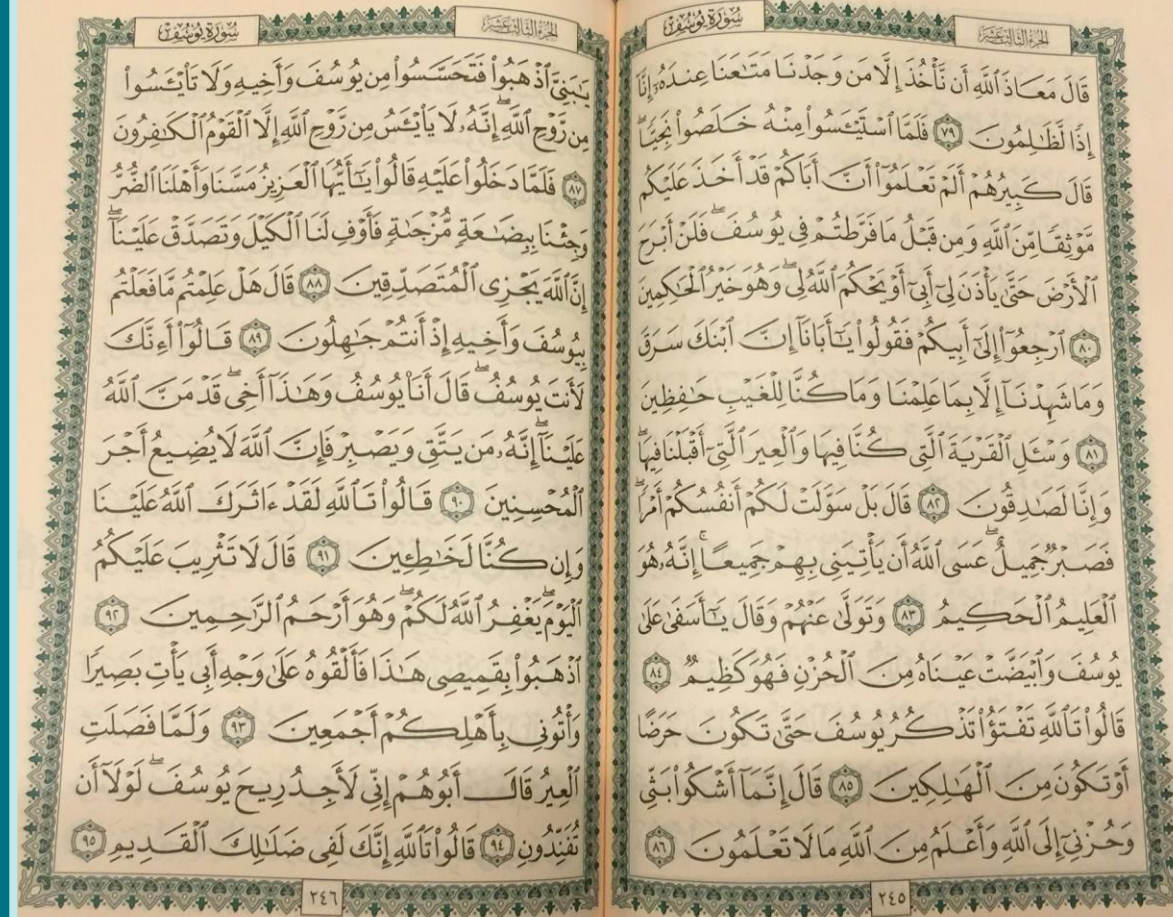 الجزء الثالث عشر
سورة يوسف
قَالَ مَعَاذَ ٱللَّهِ أَن نَّأۡخُذَ إِلَّا مَن وَجَدۡنَا مَتَٰعَنَا عِندَهُۥٓ إِنَّآ
إِذٗا لَّظَٰلِمُونَ ٧٩ فَلَمَّا ٱسۡتَيۡـَٔسُواْ مِنۡهُ خَلَصُواْ نَجِيّٗاۖ
قَالَ كَبِيرُهُمۡ أَلَمۡ تَعۡلَمُوٓاْ أَنَّ أَبَاكُمۡ قَدۡ أَخَذَ عَلَيۡكُم
مَّوۡثِقٗا مِّنَ ٱللَّهِ وَمِن قَبۡلُ مَا فَرَّطتُمۡ فِي يُوسُفَۖ فَلَنۡ أَبۡرَحَ
ٱلۡأَرۡضَ حَتَّىٰ يَأۡذَنَ لِيٓ أَبِيٓ أَوۡ يَحۡكُمَ ٱللَّهُ لِيۖ وَهُوَ خَيۡرُ ٱلۡحَٰكِمِينَ
٨٠ ٱرۡجِعُوٓاْ إِلَىٰٓ أَبِيكُمۡ فَقُولُواْ يَٰٓأَبَانَآ إِنَّ ٱبۡنَكَ سَرَقَ
وَمَا شَهِدۡنَآ إِلَّا بِمَا عَلِمۡنَا وَمَا كُنَّا لِلۡغَيۡبِ حَٰفِظِينَ
٨١ وَسۡـَٔلِ ٱلۡقَرۡيَةَ ٱلَّتِي كُنَّا فِيهَا وَٱلۡعِيرَ ٱلَّتِيٓ أَقۡبَلۡنَا فِيهَاۖ
وَإِنَّا لَصَٰدِقُونَ ٨٢ قَالَ بَلۡ سَوَّلَتۡ لَكُمۡ أَنفُسُكُمۡ أَمۡرٗاۖ
فَصَبۡرٞ جَمِيلٌۖ عَسَى ٱللَّهُ أَن يَأۡتِيَنِي بِهِمۡ جَمِيعًاۚ إِنَّهُۥ هُوَ
ٱلۡعَلِيمُ ٱلۡحَكِيمُ ٨٣ وَتَوَلَّىٰ عَنۡهُمۡ وَقَالَ يَٰٓأَسَفَىٰ عَلَىٰ
يُوسُفَ وَٱبۡيَضَّتۡ عَيۡنَاهُ مِنَ ٱلۡحُزۡنِ فَهُوَ كَظِيمٞ ٨٤
قَالُواْ تَٱللَّهِ تَفۡتَؤُاْ تَذۡكُرُ يُوسُفَ حَتَّىٰ تَكُونَ حَرَضًا
أَوۡ تَكُونَ مِنَ ٱلۡهَٰلِكِينَ ٨٥ قَالَ إِنَّمَآ أَشۡكُواْ بَثِّي
وَحُزۡنِيٓ إِلَى ٱللَّهِ وَأَعۡلَمُ مِنَ ٱللَّهِ مَا لَا تَعۡلَمُونَ ٨٦
٢٤٥
الجزء الثالث عشر
سورة يوسف
يَٰبَنِيَّ ٱذۡهَبُواْ فَتَحَسَّسُواْ مِن يُوسُفَ وَأَخِيهِ وَلَا تَاْيۡـَٔسُواْ
مِن رَّوۡحِ ٱللَّهِۖ إِنَّهُۥ لَا يَاْيۡـَٔسُ مِن رَّوۡحِ ٱللَّهِ إِلَّا ٱلۡقَوۡمُ ٱلۡكَٰفِرُونَ
٨٧ فَلَمَّا دَخَلُواْ عَلَيۡهِ قَالُواْ يَٰٓأَيُّهَا ٱلۡعَزِيزُ مَسَّنَا وَأَهۡلَنَا ٱلضُّرُّ
وَجِئۡنَا بِبِضَٰعَةٖ مُّزۡجَىٰةٖ فَأَوۡفِ لَنَا ٱلۡكَيۡلَ وَتَصَدَّقۡ عَلَيۡنَآۖ
إِنَّ ٱللَّهَ يَجۡزِي ٱلۡمُتَصَدِّقِينَ ٨٨ قَالَ هَلۡ عَلِمۡتُم مَّا فَعَلۡتُم
بِيُوسُفَ وَأَخِيهِ إِذۡ أَنتُمۡ جَٰهِلُونَ ٨٩ قَالُوٓاْ أَءِنَّكَ
لَأَنتَ يُوسُفُۖ قَالَ أَنَا۠ يُوسُفُ وَهَٰذَآ أَخِيۖ قَدۡ مَنَّ ٱللَّهُ
عَلَيۡنَآۖ إِنَّهُۥ مَن يَتَّقِ وَيَصۡبِرۡ فَإِنَّ ٱللَّهَ لَا يُضِيعُ أَجۡرَ
ٱلۡمُحۡسِنِينَ ٩٠ قَالُواْ تَٱللَّهِ لَقَدۡ ءَاثَرَكَ ٱللَّهُ عَلَيۡنَا
وَإِن كُنَّا لَخَٰطِـِٔينَ ٩١ قَالَ لَا تَثۡرِيبَ عَلَيۡكُمُ
ٱلۡيَوۡمَۖ يَغۡفِرُ ٱللَّهُ لَكُمۡۖ وَهُوَ أَرۡحَمُ ٱلرَّٰحِمِينَ ٩٢
ٱذۡهَبُواْ بِقَمِيصِي هَٰذَا فَأَلۡقُوهُ عَلَىٰ وَجۡهِ أَبِي يَأۡتِ بَصِيرٗا
وَأۡتُونِي بِأَهۡلِكُمۡ أَجۡمَعِينَ ٩٣ وَلَمَّا فَصَلَتِ
ٱلۡعِيرُ قَالَ أَبُوهُمۡ إِنِّي لَأَجِدُ رِيحَ يُوسُفَۖ لَوۡلَآ أَن
تُفَنِّدُونِ ٩٤ قَالُواْ تَٱللَّهِ إِنَّكَ لَفِي ضَلَٰلِكَ ٱلۡقَدِيمِ ٩٥
٢٤٦